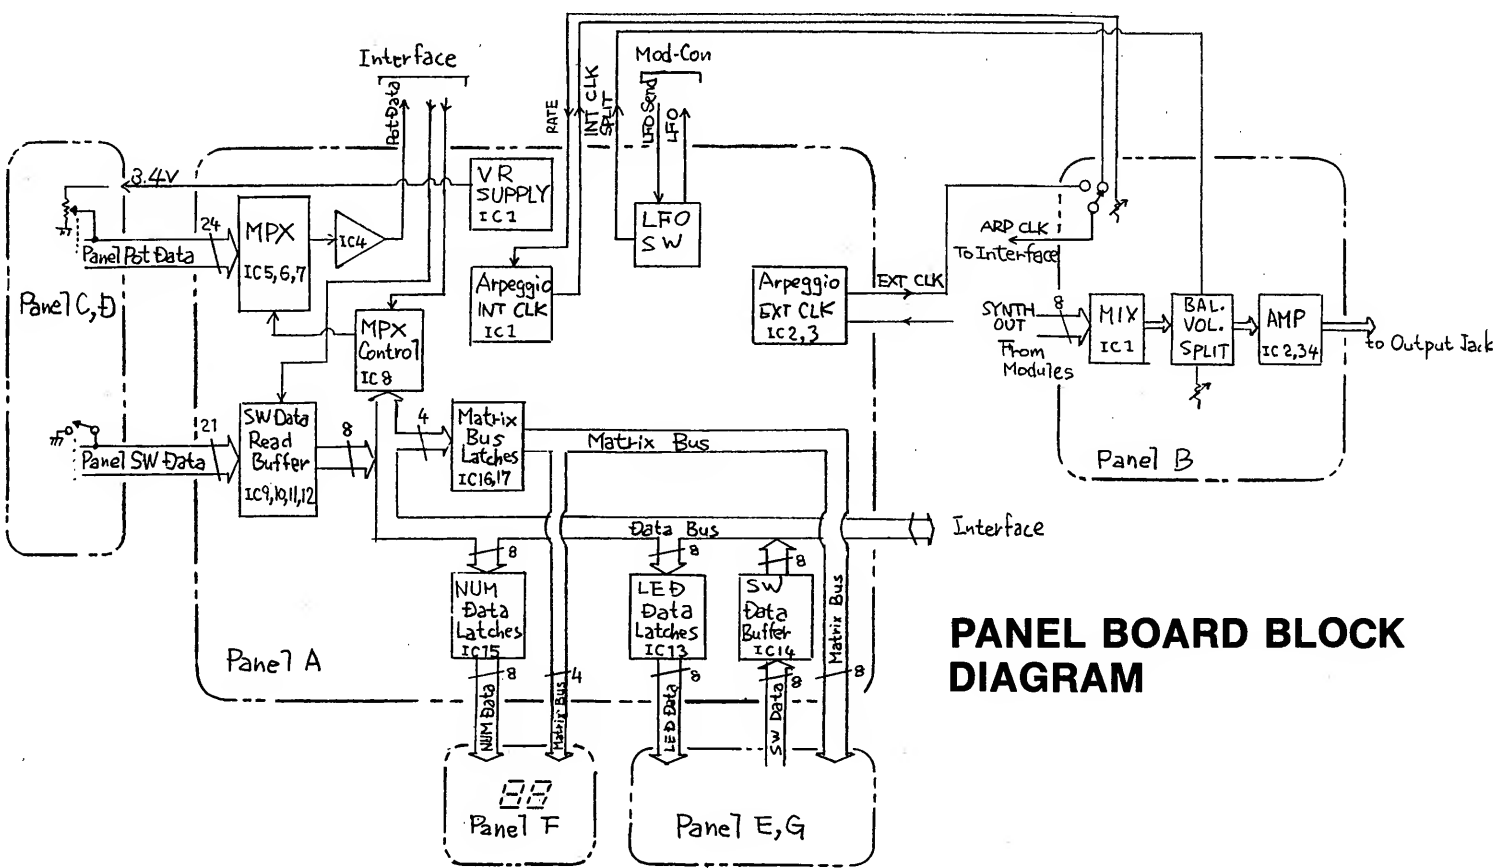 Interface
Mod-Con
Pot Data
RATE
INT CLK
SPLIT
LFO Send
LFO
3.4V
VR
SUPPLY
IC1
24
MPX
IC5,6,7
IC4
LFO
SW
Panel Pot Data
Panel C,D
MPX
Control
IC8
Arpeggio
INT CLK
IC1
Arpeggio
EXT CLK
IC2,3
EXT CLK
ARP CLK
To Interface
SYNTH
OUT
8
From
Modules
MIX
IC1
BAL.
VOL.
SPLIT
AMP
IC2,34
to Output Jack
Panel B
21
Panel SW Data
SW Data
Read
Buffer
IC9,10,11,12
8
4
Matrix
Bus
Latches
IC16,17
Matrix Bus
Data Bus
Interface
8
NUM
Data
Latches
IC15
8
LED
Data
Latches
IC13
8
SW
Data
Buffer
IC14
Matrix Bus
Panel A
8
NUM Data
4
Matrix Bus
8
LED Data
8
SW Data
8
PANEL BOARD BLOCK
DIAGRAM
88
Panel F
Panel E,G